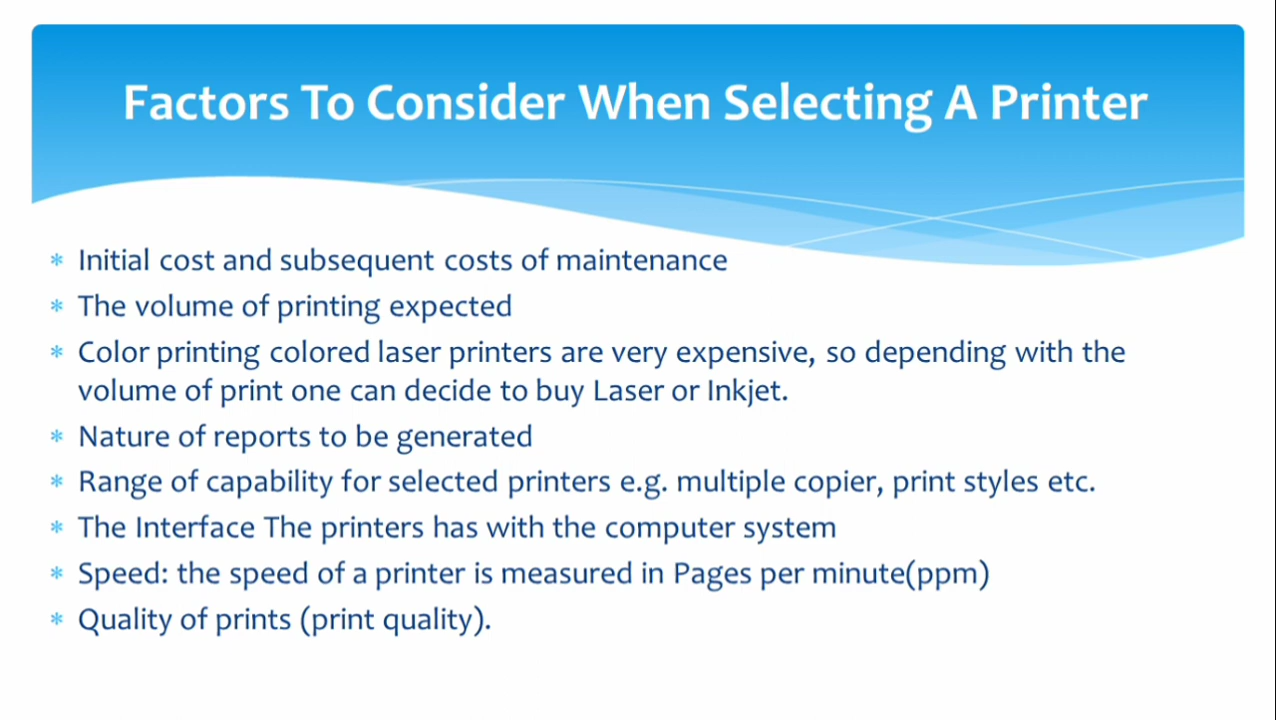 Factors To Consider When Selecting A Printer
* Initial cost and subsequent costs of maintenance
* The volume of printing expected
* Color printing colored laser printers are very expensive, so depending with the
volume of print one can decide to buy Laser or Inkjet.
* Nature of reports to be generated
* Range of capability for selected printers e.g. multiple copier, print styles etc.
* The Interface The printers has with the computer system
* Speed: the speed of a printer is measured in Pages per minute(ppm)
* Quality of prints (print quality).